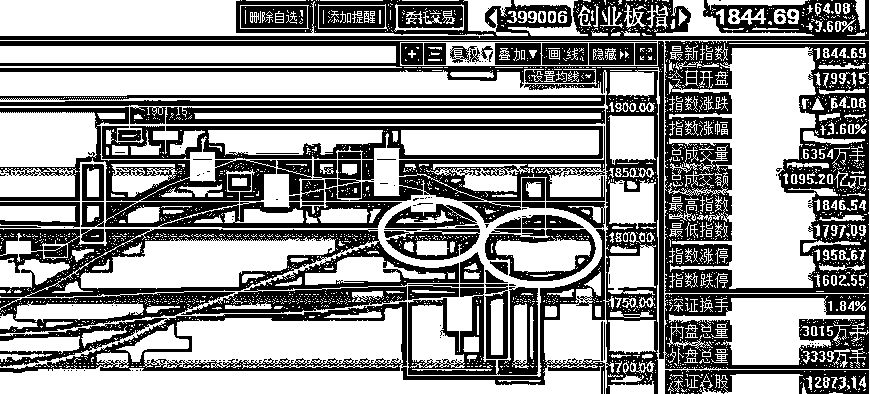 删除自选 添加提醒 委托交易 399006 创业板指 1844.69 +64.08 +3.60%
叠加▼ 画线 隐藏
设置均线
1907.15
1900.00
1850.00
1800.00
1750.00
1700.00
最新指数 1844.69
今日开盘 1799.15
指数涨跌 ▲ 64.08
指数涨幅 +3.60%
总成交量 6354万手
总成交额 1095.20亿元
最高指数 1846.54
最低指数 1797.09
指数涨停 1958.67
指数跌停 1602.55
深证换手 1.84%
内盘总量 3015万手
外盘总量 3339万手
深证A股 12873.14